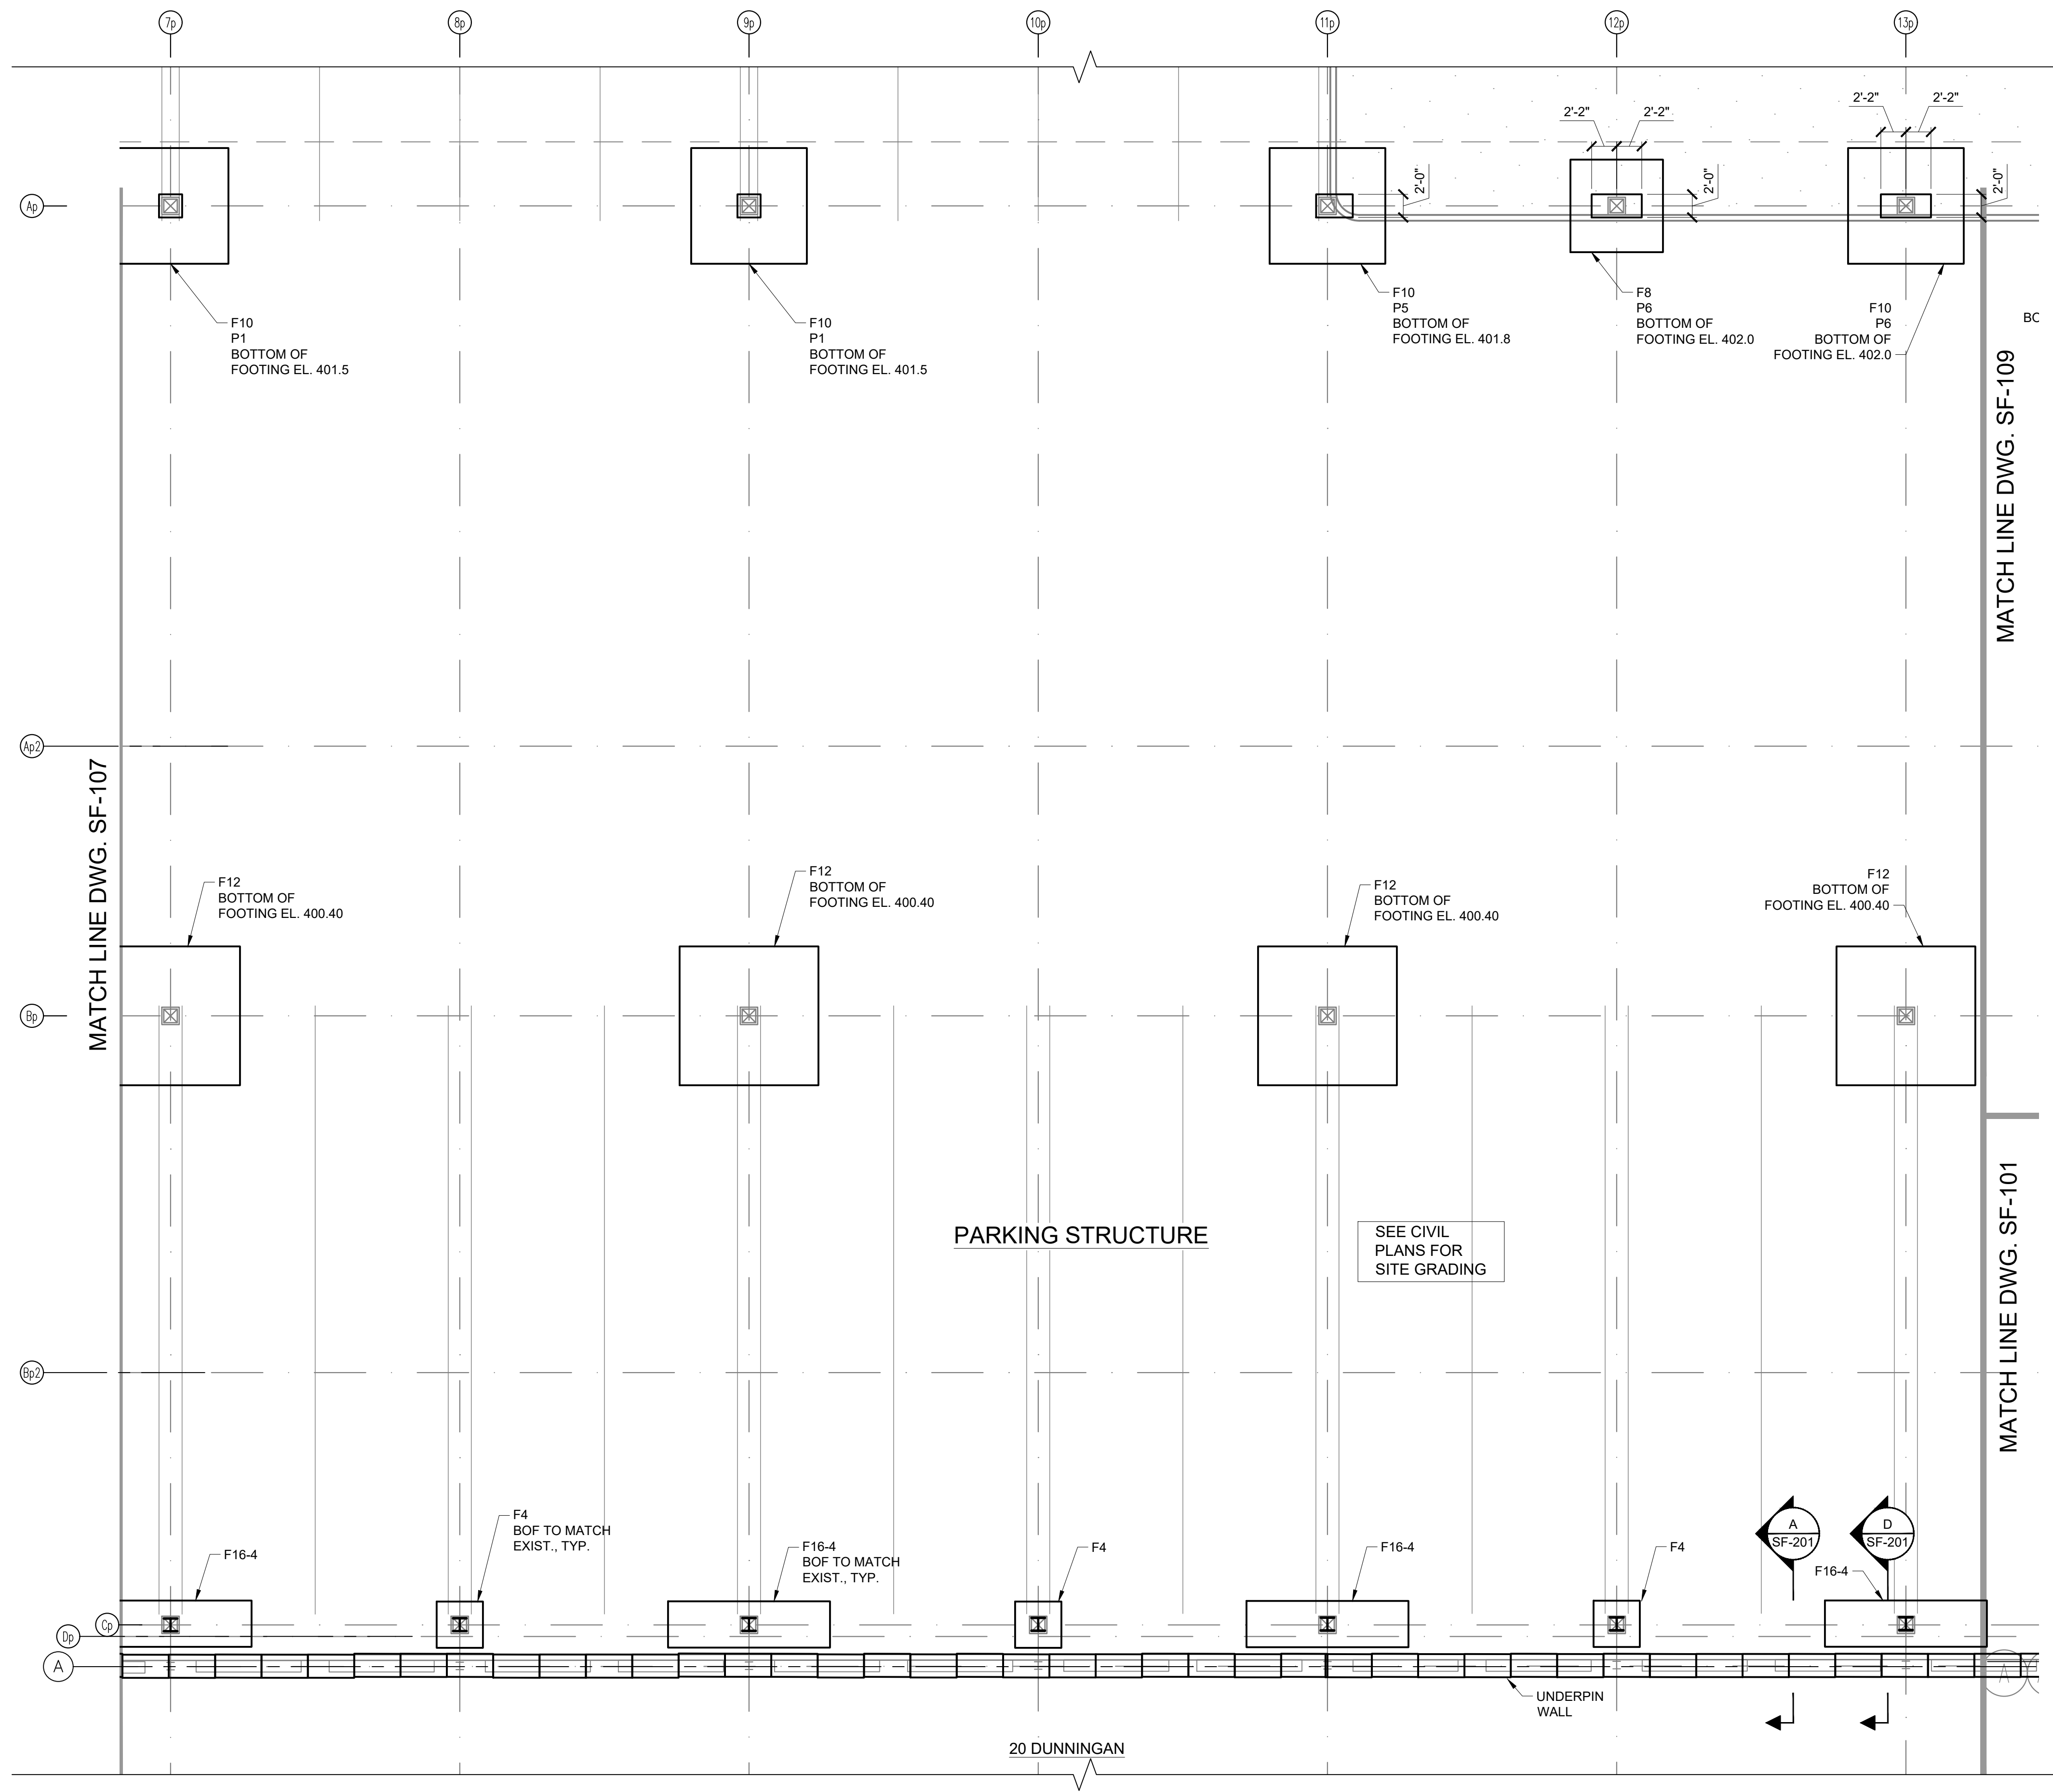 7p
8p
9p
10p
11p
12p
13p
2'-2"
2'-2"
2'-2"
2'-2"
2'-0"
2'-0"
2'-0"
Ap
F10
P1
BOTTOM OF
FOOTING EL. 401.5
F10
P1
BOTTOM OF
FOOTING EL. 401.5
F10
P5
BOTTOM OF
FOOTING EL. 401.8
F8
P6
BOTTOM OF
FOOTING EL. 402.0
F10
P6
BOTTOM OF
FOOTING EL. 402.0
BO
MATCH LINE DWG. SF-109
Ap2
MATCH LINE DWG. SF-107
F12
BOTTOM OF
FOOTING EL. 400.40
F12
BOTTOM OF
FOOTING EL. 400.40
F12
BOTTOM OF
FOOTING EL. 400.40
F12
BOTTOM OF
FOOTING EL. 400.40
Bp
PARKING STRUCTURE
SEE CIVIL
PLANS FOR
SITE GRADING
MATCH LINE DWG. SF-101
Bp2
F16-4
F4
BOF TO MATCH
EXIST., TYP.
F16-4
BOF TO MATCH
EXIST., TYP.
F4
F16-4
F4
A
SF-201
D
SF-201
F16-4
Cp
Dp
A
A
UNDERPIN
WALL
20 DUNNINGAN